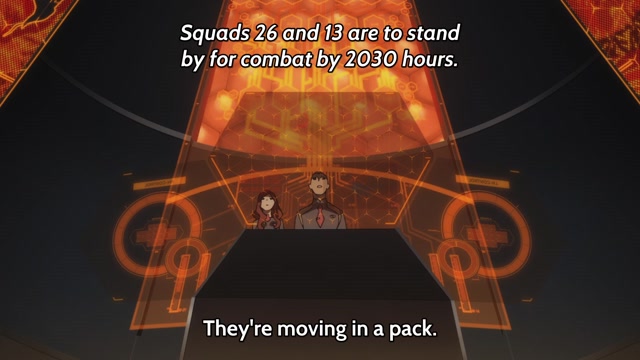 Squads 26 and 13 are to stand
by for combat by 2030 hours.
They're moving in a pack.